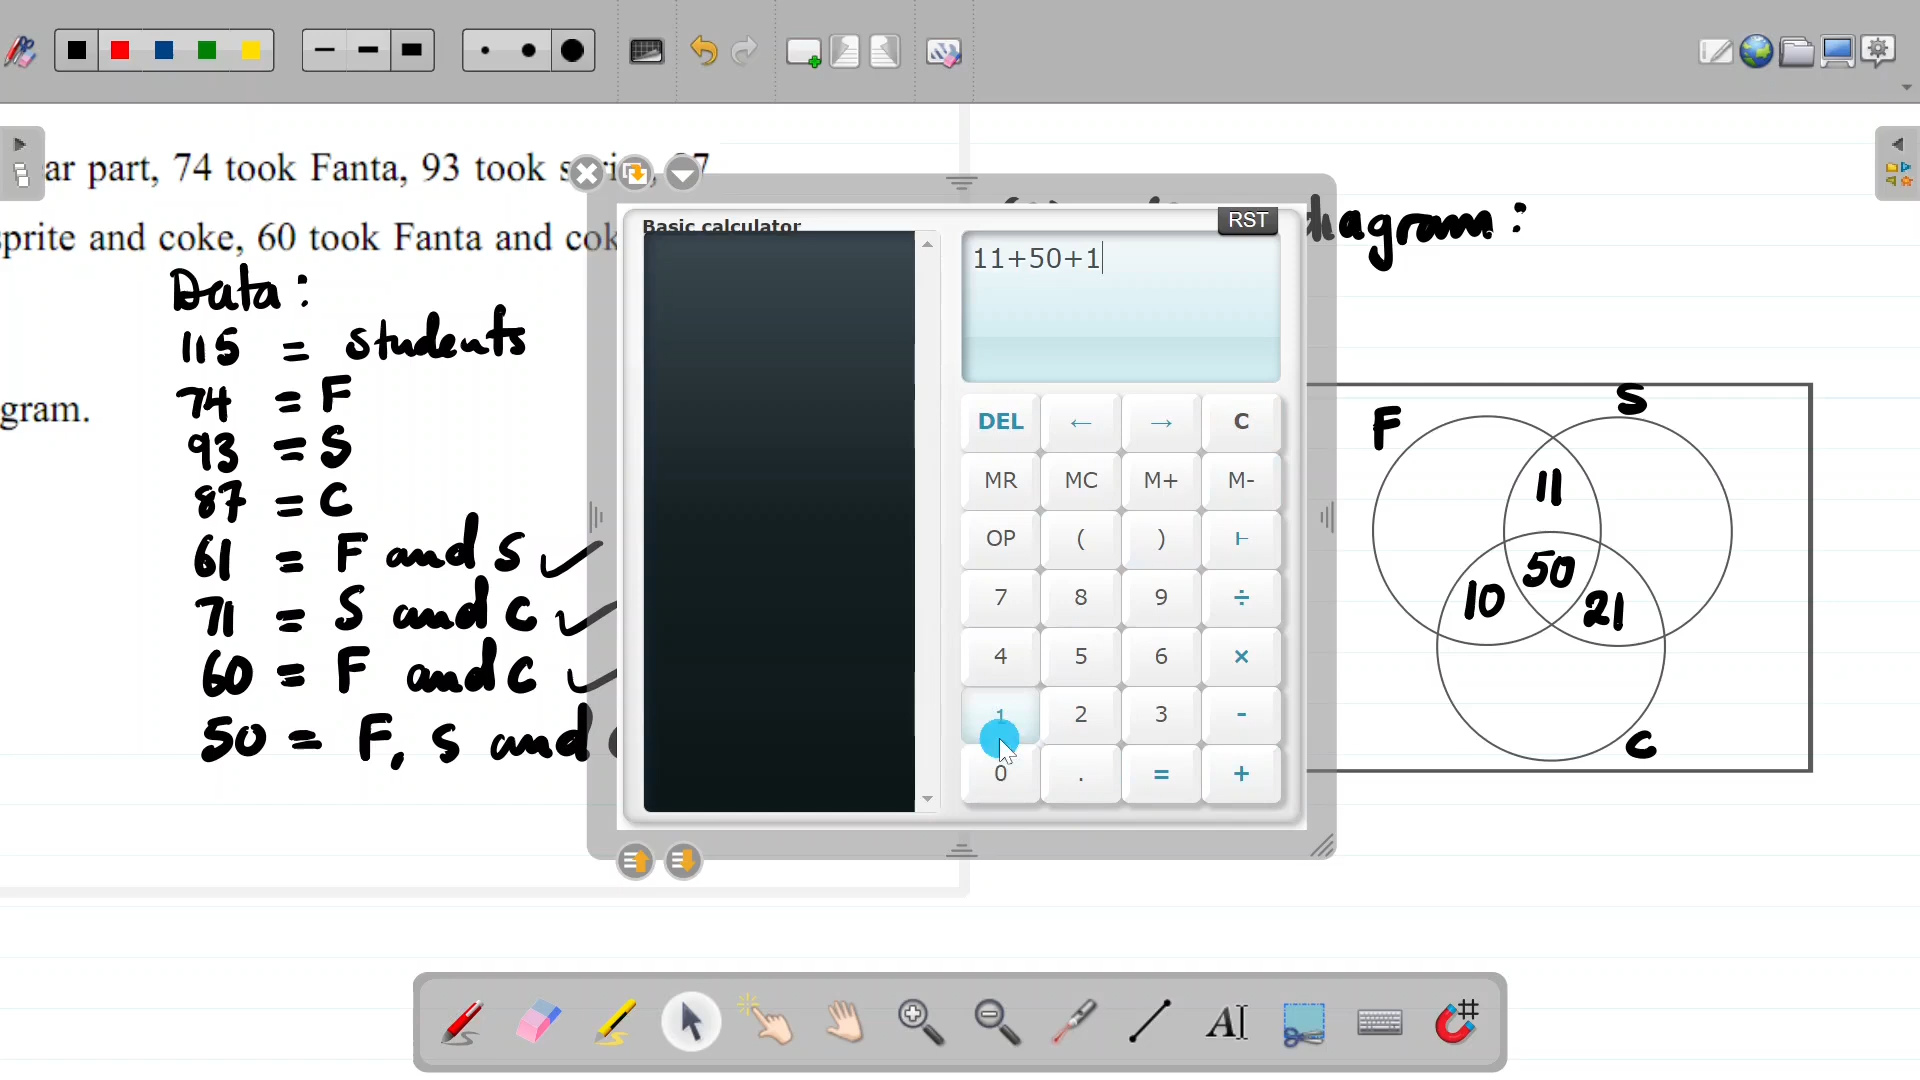 ar part, 74 took Fanta, 93 took s
prite and coke, 60 took Fanta and cok
Data:
115 = students
74 = F
93 = S
87 = C
61 = F and S ✓
71 = S and C ✓
60 = F and C ✓
50 = F, S and
gram.
Basic calculator
RST
11+50+1
DEL ← → C
MR MC M+ M-
OP ( ) ⊢
7 8 9 ÷
4 5 6 ×
1 2 3 -
0 . = +
diagram:
F S
11
50
10 21
C
AI